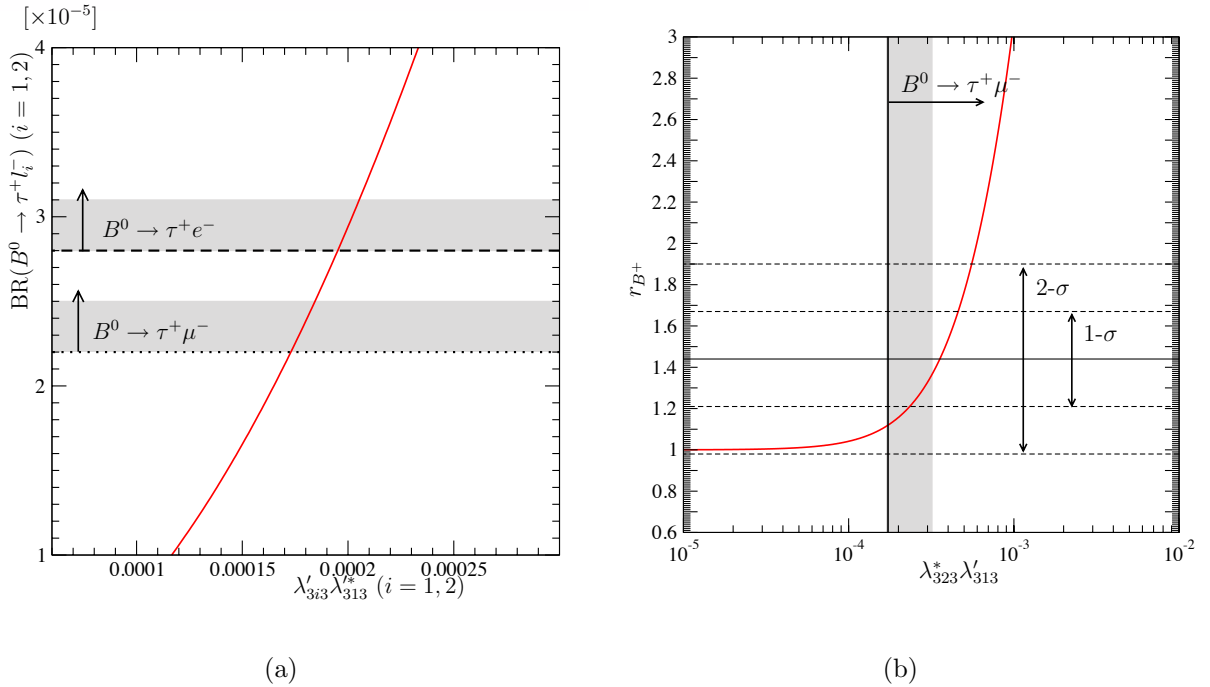 [×10⁻⁵]
BR(B⁰ → τ⁺l⁻ᵢ) (i = 1, 2)
4
3
2
1
B⁰ → τ⁺e⁻
B⁰ → τ⁺μ⁻
0.0001 0.00015 0.0002 0.00025
λ′₃ᵢ₃λ′*₃₁₃ (i = 1, 2)
(a)
r_{B⁺}
3
2.8
2.6
2.4
2.2
2
1.8
1.6
1.4
1.2
1
0.8
0.6
B⁰ → τ⁺μ⁻
2-σ
1-σ
10⁻⁵ 10⁻⁴ 10⁻³ 10⁻²
λ*₃₂₃λ′₃₁₃
(b)